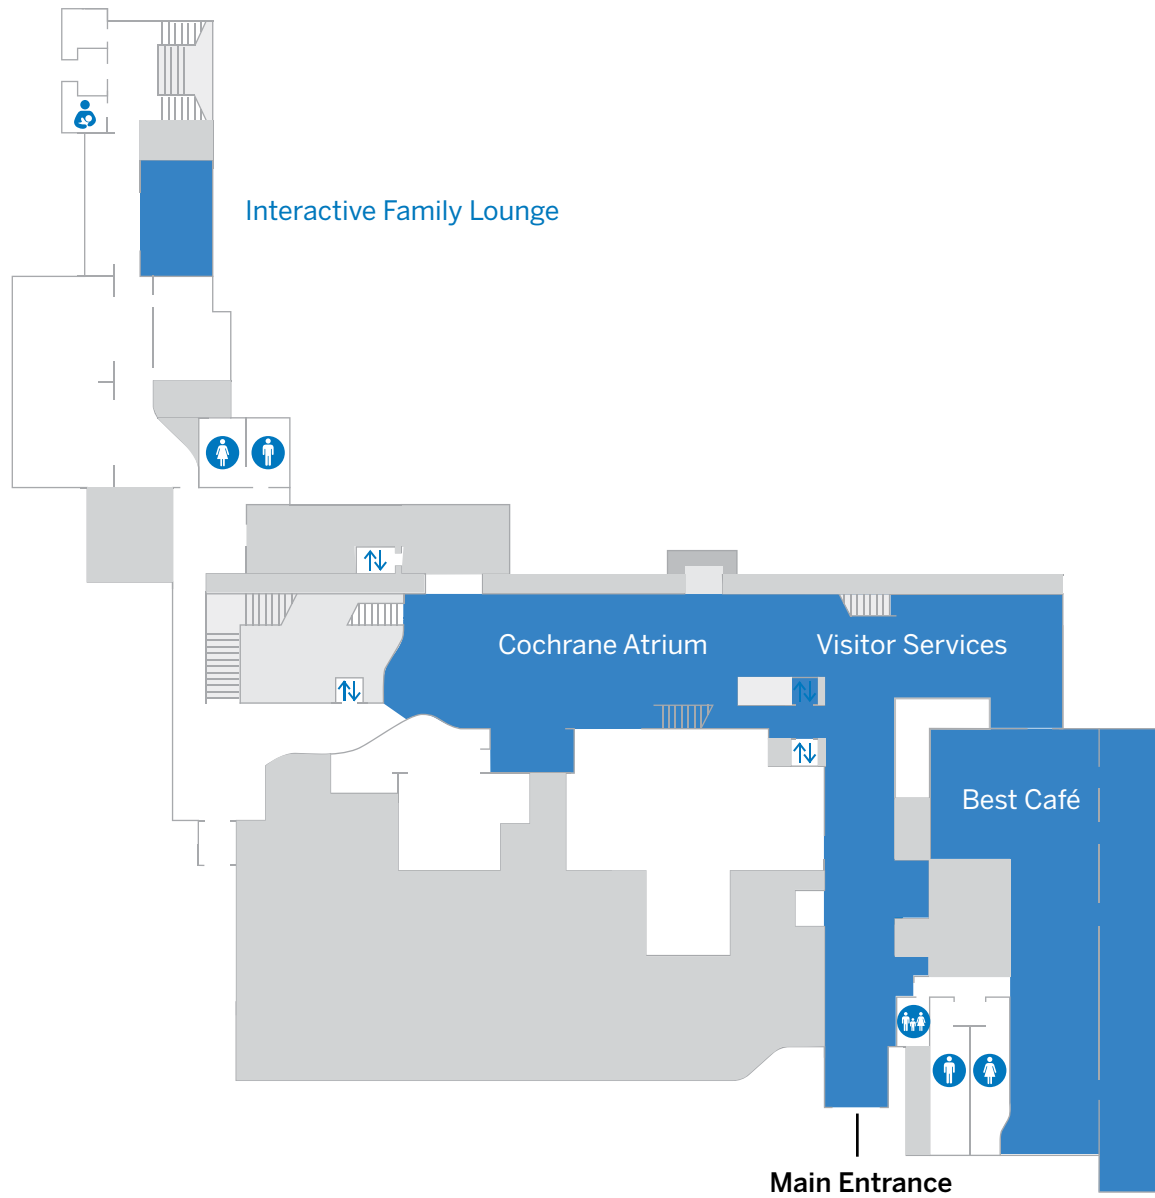 Interactive Family Lounge
Cochrane Atrium
Visitor Services
Best Café
Main Entrance